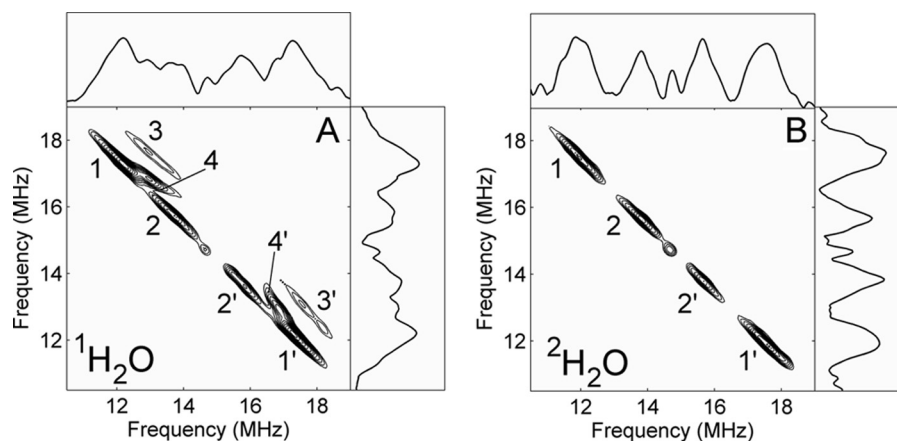 A
18
16
14
12
Frequency (MHz)
1
2
3
4
4'
2'
3'
1'
¹H₂O
12 14 16 18
Frequency (MHz)
B
18
16
14
12
Frequency (MHz)
1
2
2'
1'
²H₂O
12 14 16 18
Frequency (MHz)